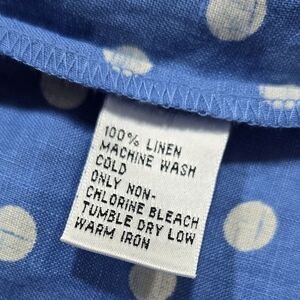 100% LINEN
MACHINE WASH
COLD
ONLY NON-
CHLORINE BLEACH
TUMBLE DRY LOW
WARM IRON